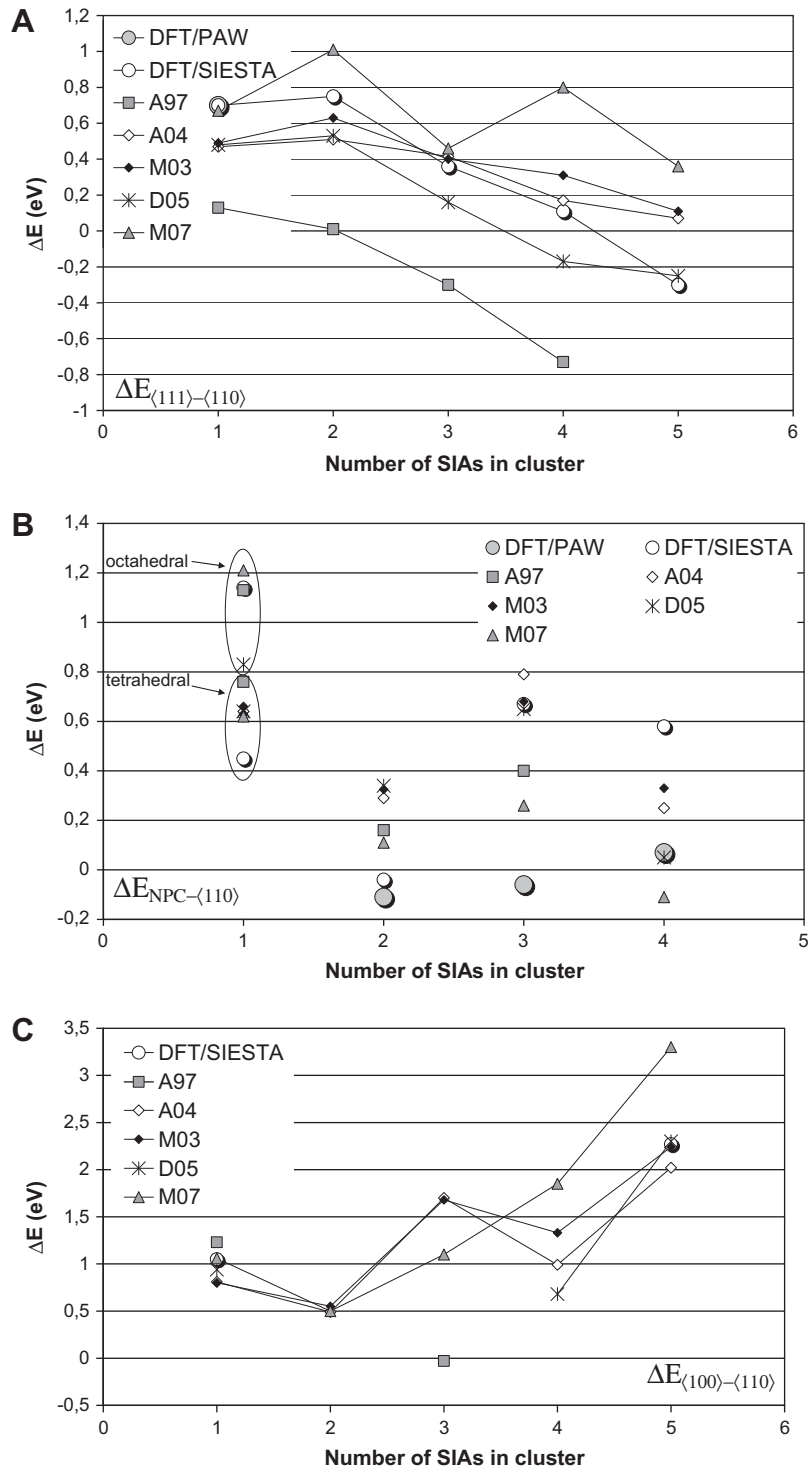 A
1,2
1
0,8
0,6
0,4
0,2
0
-0,2
-0,4
-0,6
-0,8
-1
ΔE (eV)
DFT/PAW
DFT/SIESTA
A97
A04
M03
D05
M07
ΔE⟨111⟩–⟨110⟩
0 1 2 3 4 5 6
Number of SIAs in cluster
B
1,4
1,2
1
0,8
0,6
0,4
0,2
0
-0,2
ΔE (eV)
octahedral
tetrahedral
DFT/PAW DFT/SIESTA
A97 A04
M03 D05
M07
ΔENPC–⟨110⟩
0 1 2 3 4 5
Number of SIAs in cluster
C
3,5
3
2,5
2
1,5
1
0,5
0
-0,5
ΔE (eV)
DFT/SIESTA
A97
A04
M03
D05
M07
ΔE⟨100⟩–⟨110⟩
0 1 2 3 4 5 6
Number of SIAs in cluster